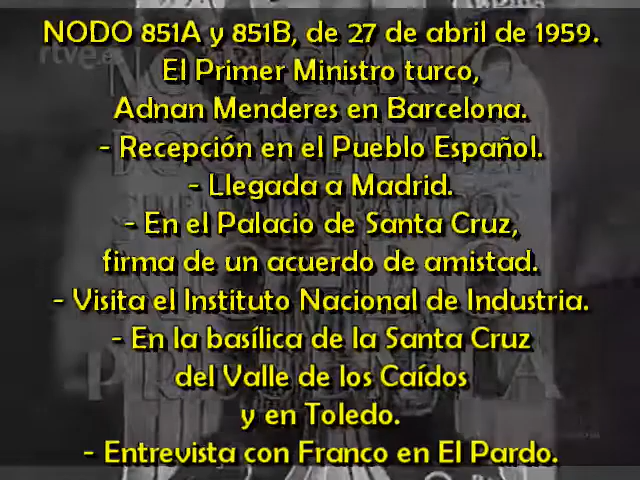 NODO 851A y 851B, de 27 de abril de 1959.
rtve.es
El Primer Ministro turco,
Adnan Menderes en Barcelona.
- Recepción en el Pueblo Español.
- Llegada a Madrid.
- En el Palacio de Santa Cruz,
firma de un acuerdo de amistad.
- Visita el Instituto Nacional de Industria.
- En la basílica de la Santa Cruz
del Valle de los Caídos
y en Toledo.
- Entrevista con Franco en El Pardo.